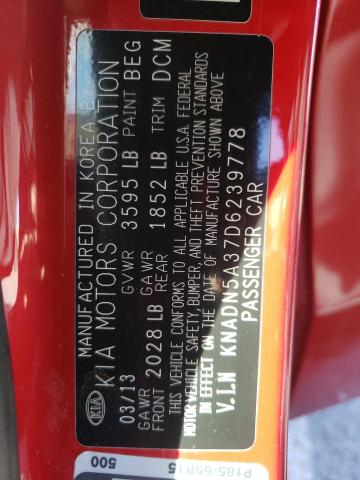 MANUFACTURED IN KOREA BY
KIA KIA MOTORS CORPORATION
03/13 GVWR 3595 LB PAINT BEG
GAWR FRONT 2028 LB GAWR REAR 1852 LB TRIM DCM
THIS VEHICLE CONFORMS TO ALL APPLICABLE U.S.A. FEDERAL
MOTOR VEHICLE SAFETY, BUMPER, AND THEFT PREVENTION STANDARDS
IN EFFECT ON THE DATE OF MANUFACTURE SHOWN ABOVE
V.I.N KNADN5A37D6239778
PASSENGER CAR
500
P185/65R15